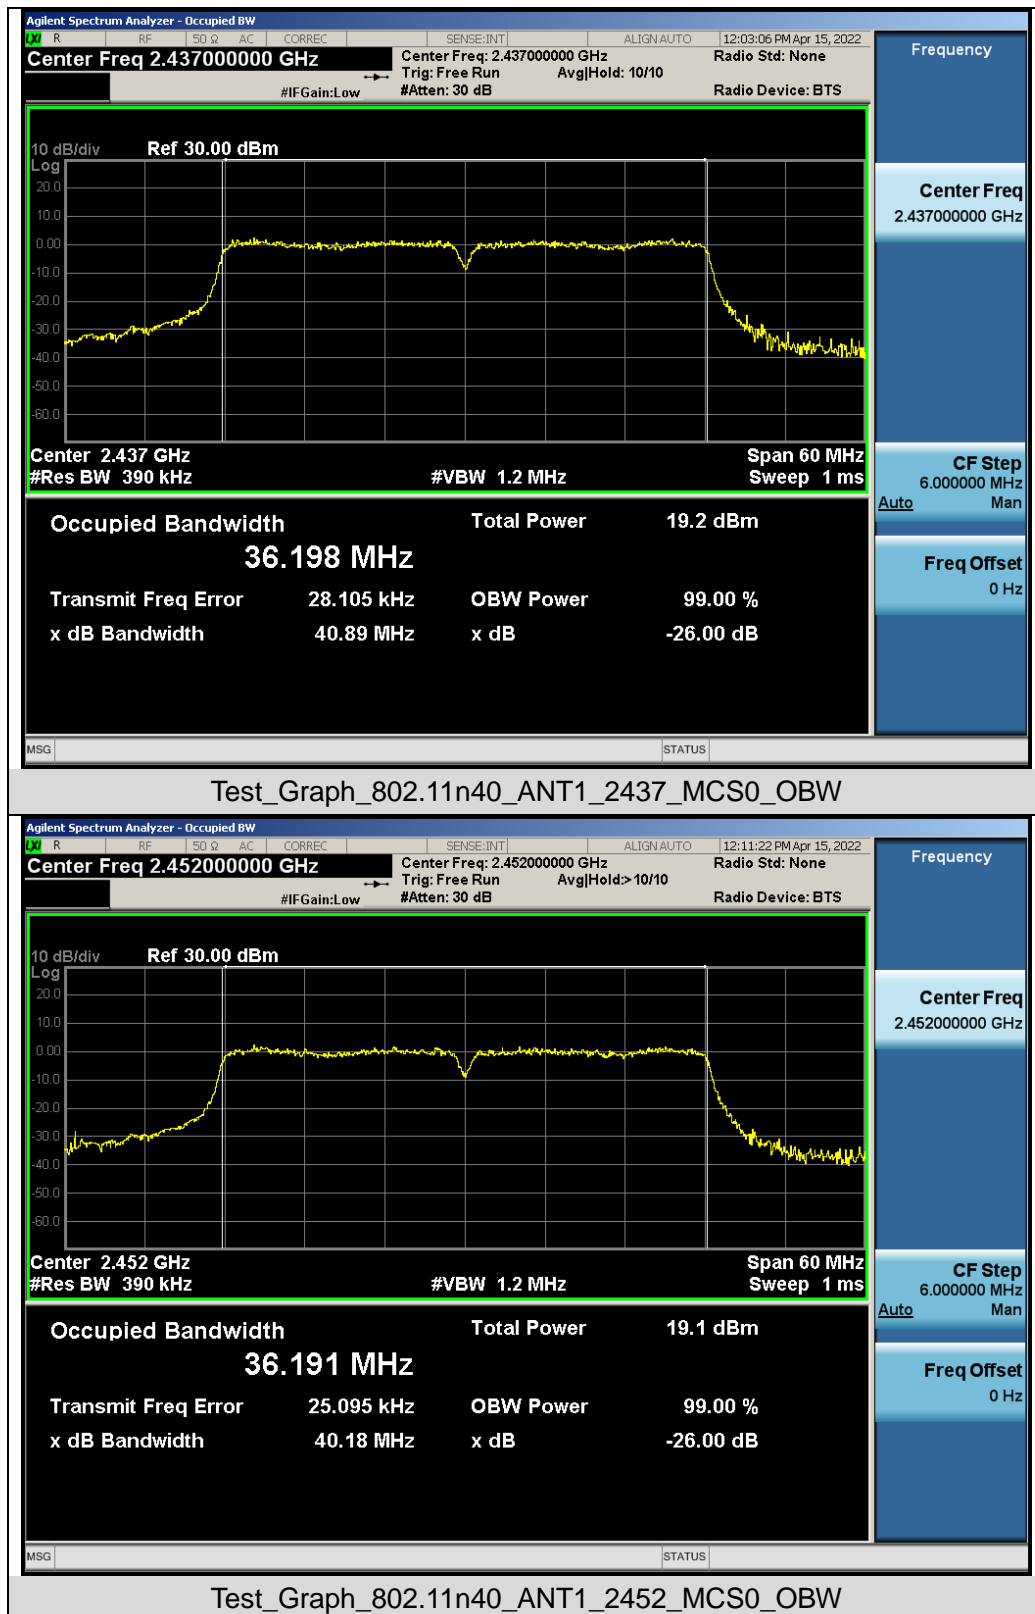 Agilent Spectrum Analyzer - Occupied BW
LXI R RF 50 Ω AC CORREC SENSE:INT ALIGN AUTO 12:03:06 PM Apr 15, 2022
Center Freq 2.437000000 GHz
Center Freq: 2.437000000 GHz Radio Std: None
Trig: Free Run Avg|Hold: 10/10
#IFGain:Low #Atten: 30 dB Radio Device: BTS
Frequency
10 dB/div Ref 30.00 dBm
Log
20.0
10.0
0.00
-10.0
-20.0
-30.0
-40.0
-50.0
-60.0
Center 2.437 GHz Span 60 MHz
#Res BW 390 kHz #VBW 1.2 MHz Sweep 1 ms
Center Freq
2.437000000 GHz
CF Step
6.000000 MHz
Auto Man
Freq Offset
0 Hz
Occupied Bandwidth Total Power 19.2 dBm
36.198 MHz
Transmit Freq Error 28.105 kHz OBW Power 99.00 %
x dB Bandwidth 40.89 MHz x dB -26.00 dB
MSG STATUS
Test_Graph_802.11n40_ANT1_2437_MCS0_OBW
Agilent Spectrum Analyzer - Occupied BW
LXI R RF 50 Ω AC CORREC SENSE:INT ALIGN AUTO 12:11:22 PM Apr 15, 2022
Center Freq 2.452000000 GHz
Center Freq: 2.452000000 GHz Radio Std: None
Trig: Free Run Avg|Hold:>10/10
#IFGain:Low #Atten: 30 dB Radio Device: BTS
Frequency
10 dB/div Ref 30.00 dBm
Log
20.0
10.0
0.00
-10.0
-20.0
-30.0
-40.0
-50.0
-60.0
Center 2.452 GHz Span 60 MHz
#Res BW 390 kHz #VBW 1.2 MHz Sweep 1 ms
Center Freq
2.452000000 GHz
CF Step
6.000000 MHz
Auto Man
Freq Offset
0 Hz
Occupied Bandwidth Total Power 19.1 dBm
36.191 MHz
Transmit Freq Error 25.095 kHz OBW Power 99.00 %
x dB Bandwidth 40.18 MHz x dB -26.00 dB
MSG STATUS
Test_Graph_802.11n40_ANT1_2452_MCS0_OBW